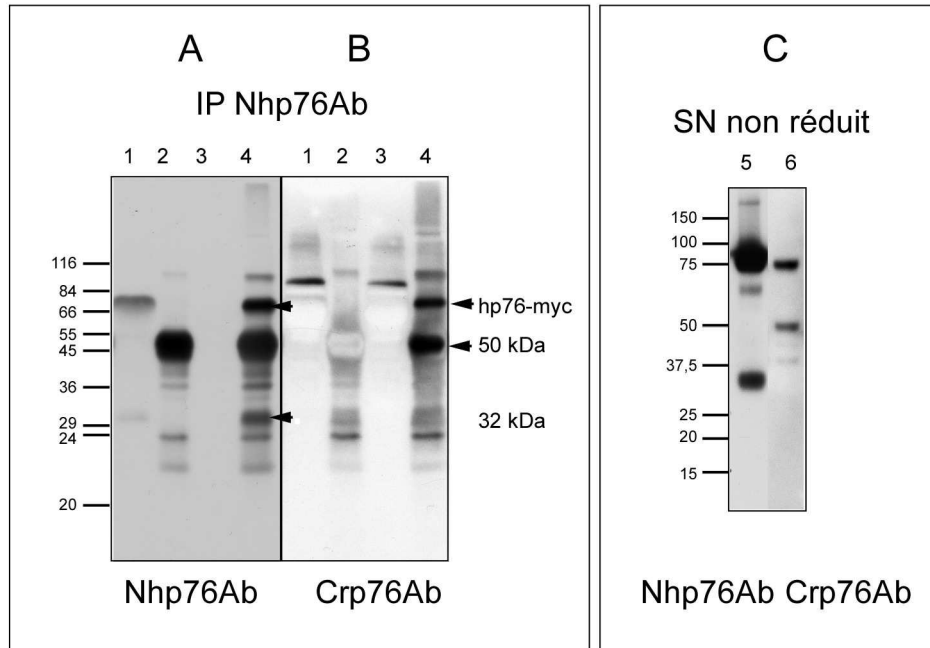 A B
IP Nhp76Ab
1 2 3 4 1 2 3 4
116
84
66
55
45
36
29
24
20
hp76-myc
50 kDa
32 kDa
Nhp76Ab Crp76Ab
C
SN non réduit
5 6
150
100
75
50
37,5
25
20
15
Nhp76Ab Crp76Ab